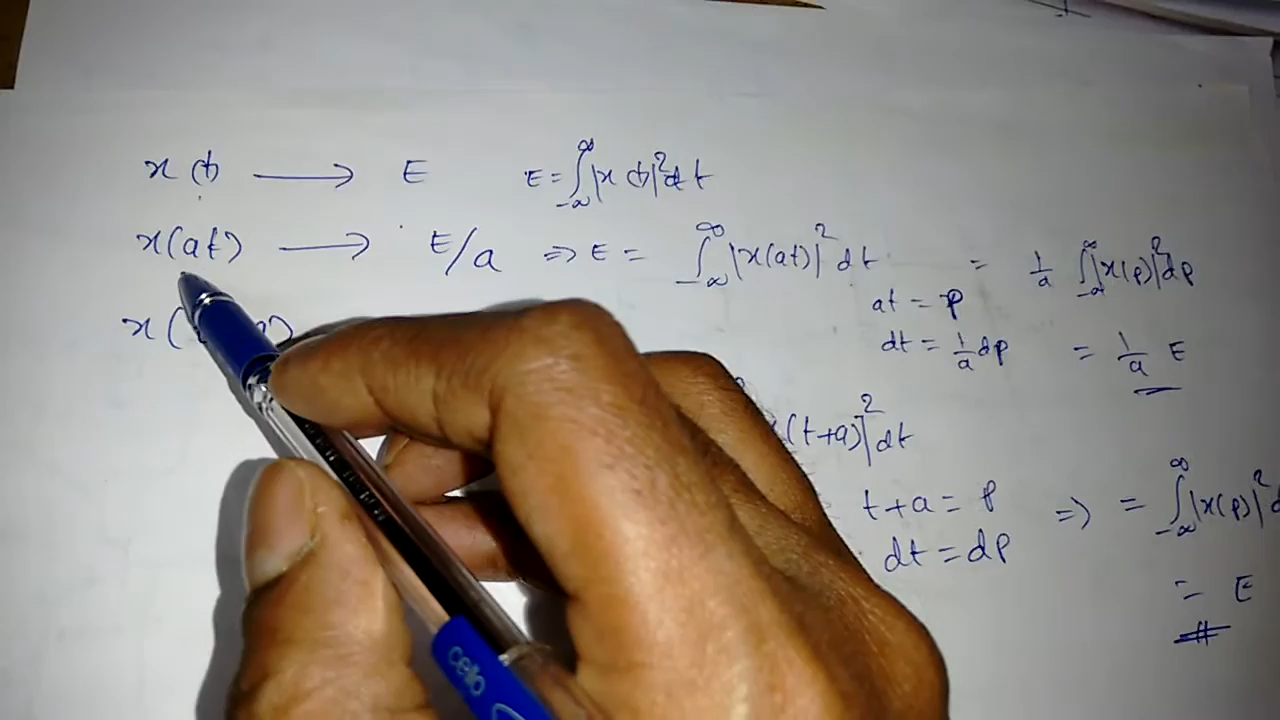 x(t) ⟶ E E = ∫_{-∞}^{∞} |x(t)|² dt
x(at) ⟶ E/a ⇒ E = ∫_{-∞}^{∞} |x(at)|² dt = 1/a ∫_{-∞}^{∞} |x(p)|² dp
at = p
x( dt = 1/a dp = 1/a E
(t+a)|² dt
t+a = p ⇒ = ∫_{-∞}^{∞} |x(p)|² d
dt = dp
= E
cello